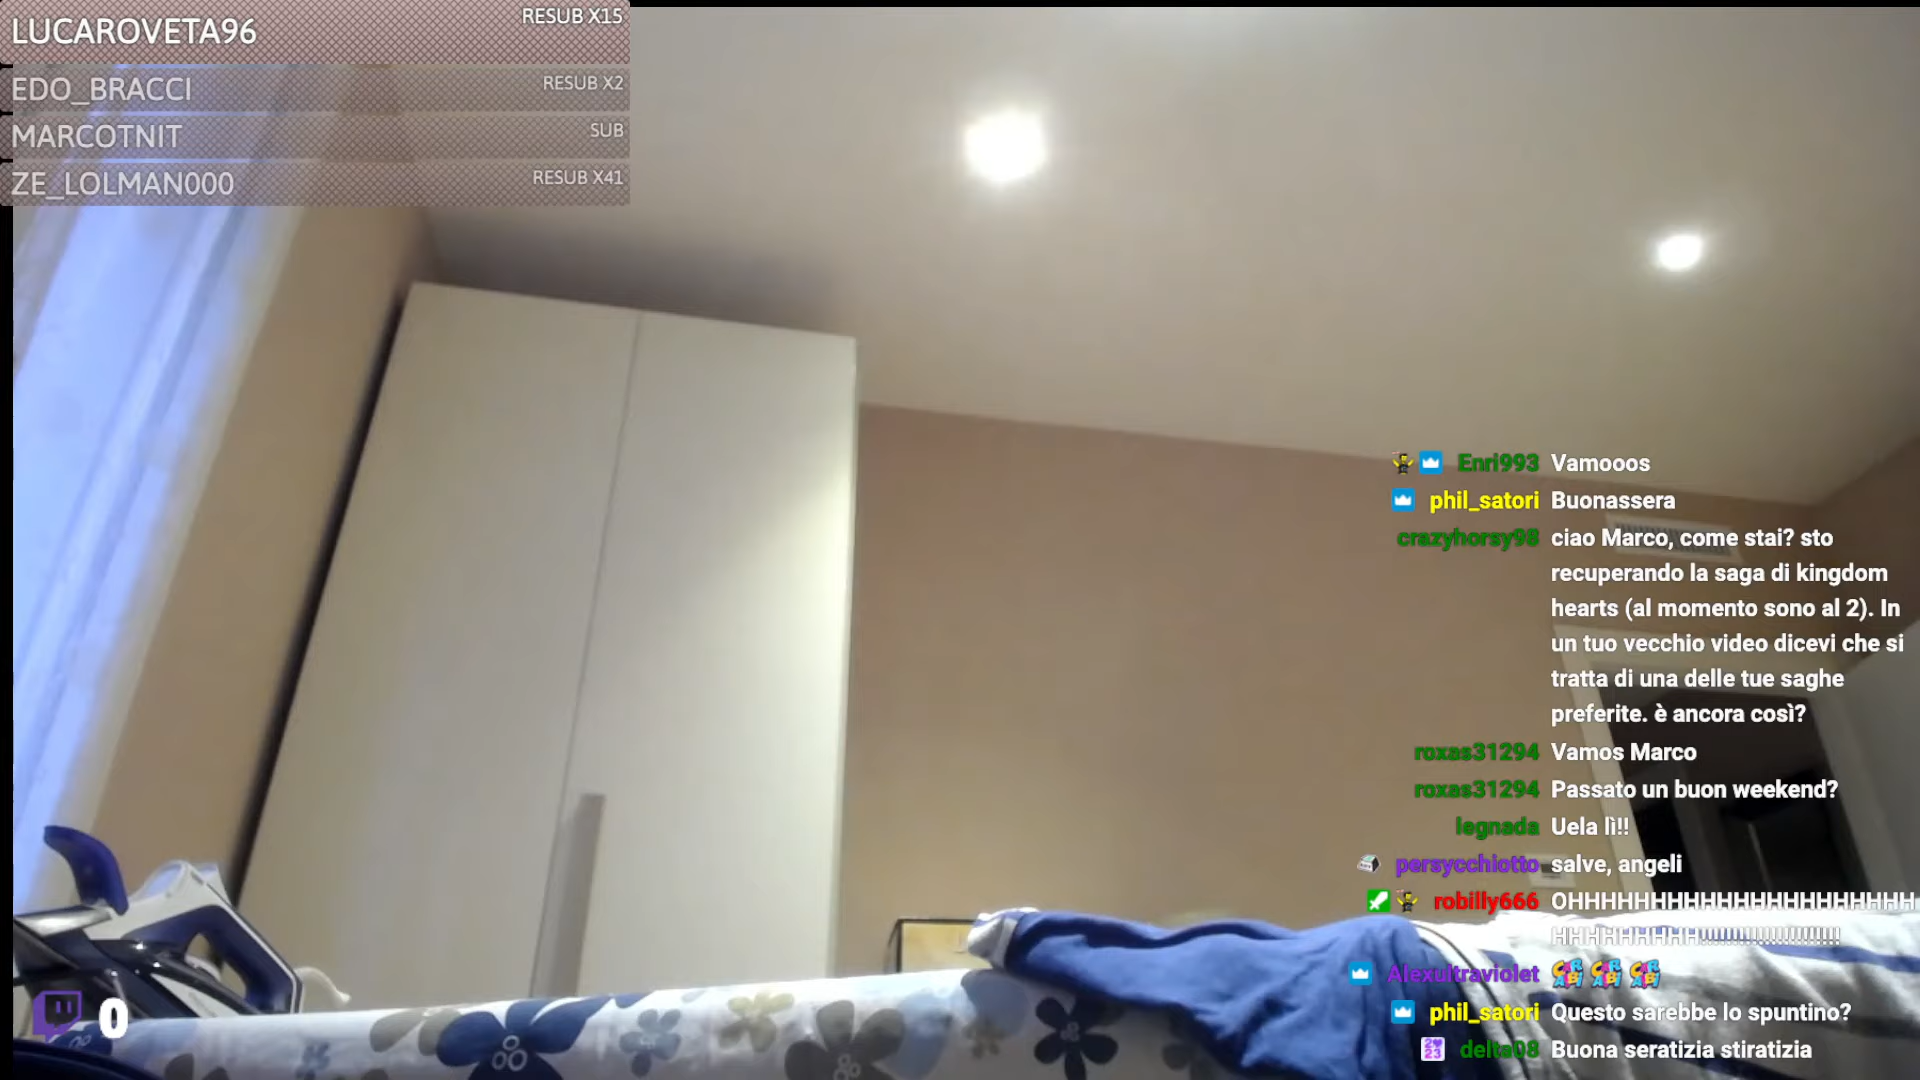 LUCAROVETA96 RESUB X15
EDO_BRACCI RESUB X2
MARCOTNIT SUB
ZE_LOLMAN000 RESUB X41
Enri993 Vamooos
phil_satori Buonassera
crazyhorsy98 ciao Marco, come stai? sto
recuperando la saga di kingdom
hearts (al momento sono al 2). In
un tuo vecchio video dicevi che si
tratta di una delle tue saghe
preferite. è ancora così?
roxas31294 Vamos Marco
roxas31294 Passato un buon weekend?
legnada Uela lì!!
persycchiotto salve, angeli
robilly666
Alexultraviolet
phil_satori Questo sarebbe lo spuntino?
delta08 Buona seratizia stiratizia
0